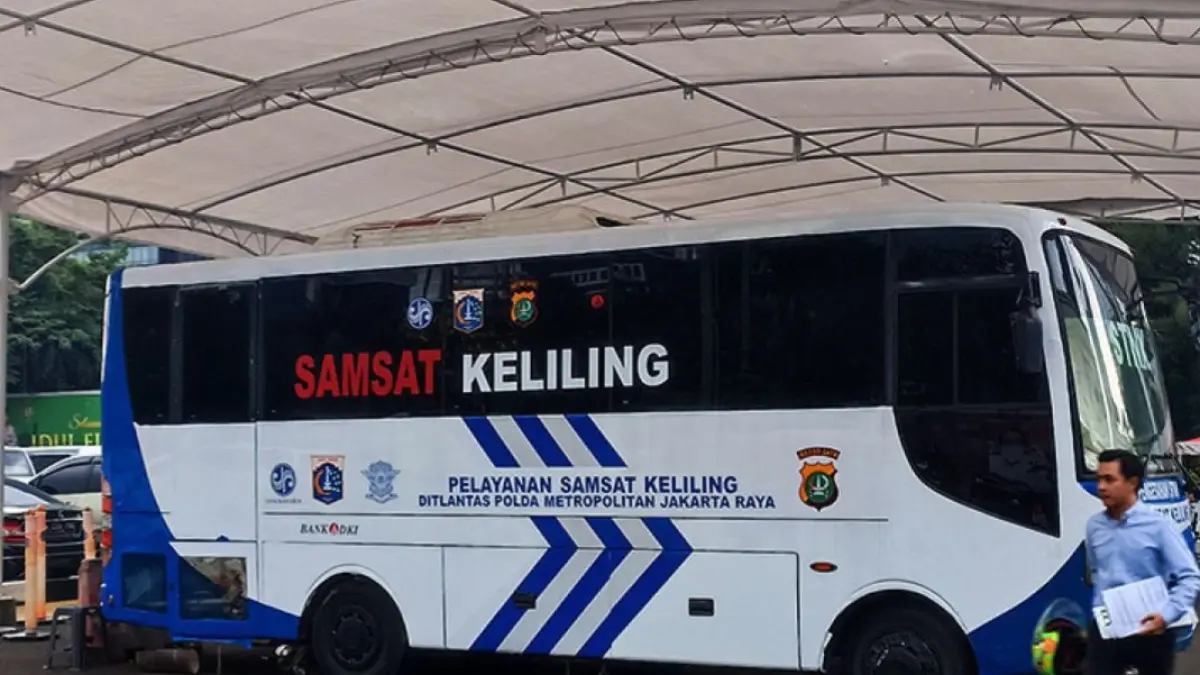 SAMSAT KELILING
PELAYANAN SAMSAT KELILING
DITLANTAS POLDA METROPOLITAN JAKARTA RAYA
BANK DKI